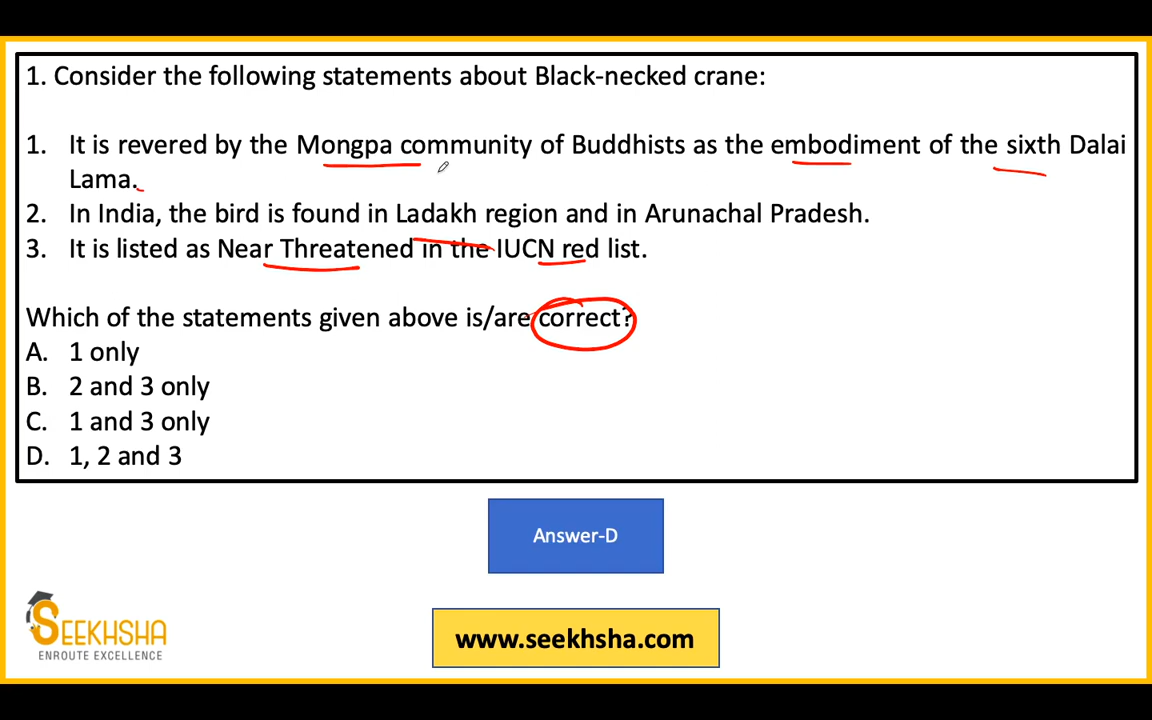 1. Consider the following statements about Black-necked crane:
1. It is revered by the Mongpa community of Buddhists as the embodiment of the sixth Dalai
Lama.
2. In India, the bird is found in Ladakh region and in Arunachal Pradesh.
3. It is listed as Near Threatened in the IUCN red list.
Which of the statements given above is/are correct?
A. 1 only
B. 2 and 3 only
C. 1 and 3 only
D. 1, 2 and 3
Answer-D
SEEKHSHA
ENROUTE EXCELLENCE
www.seekhsha.com